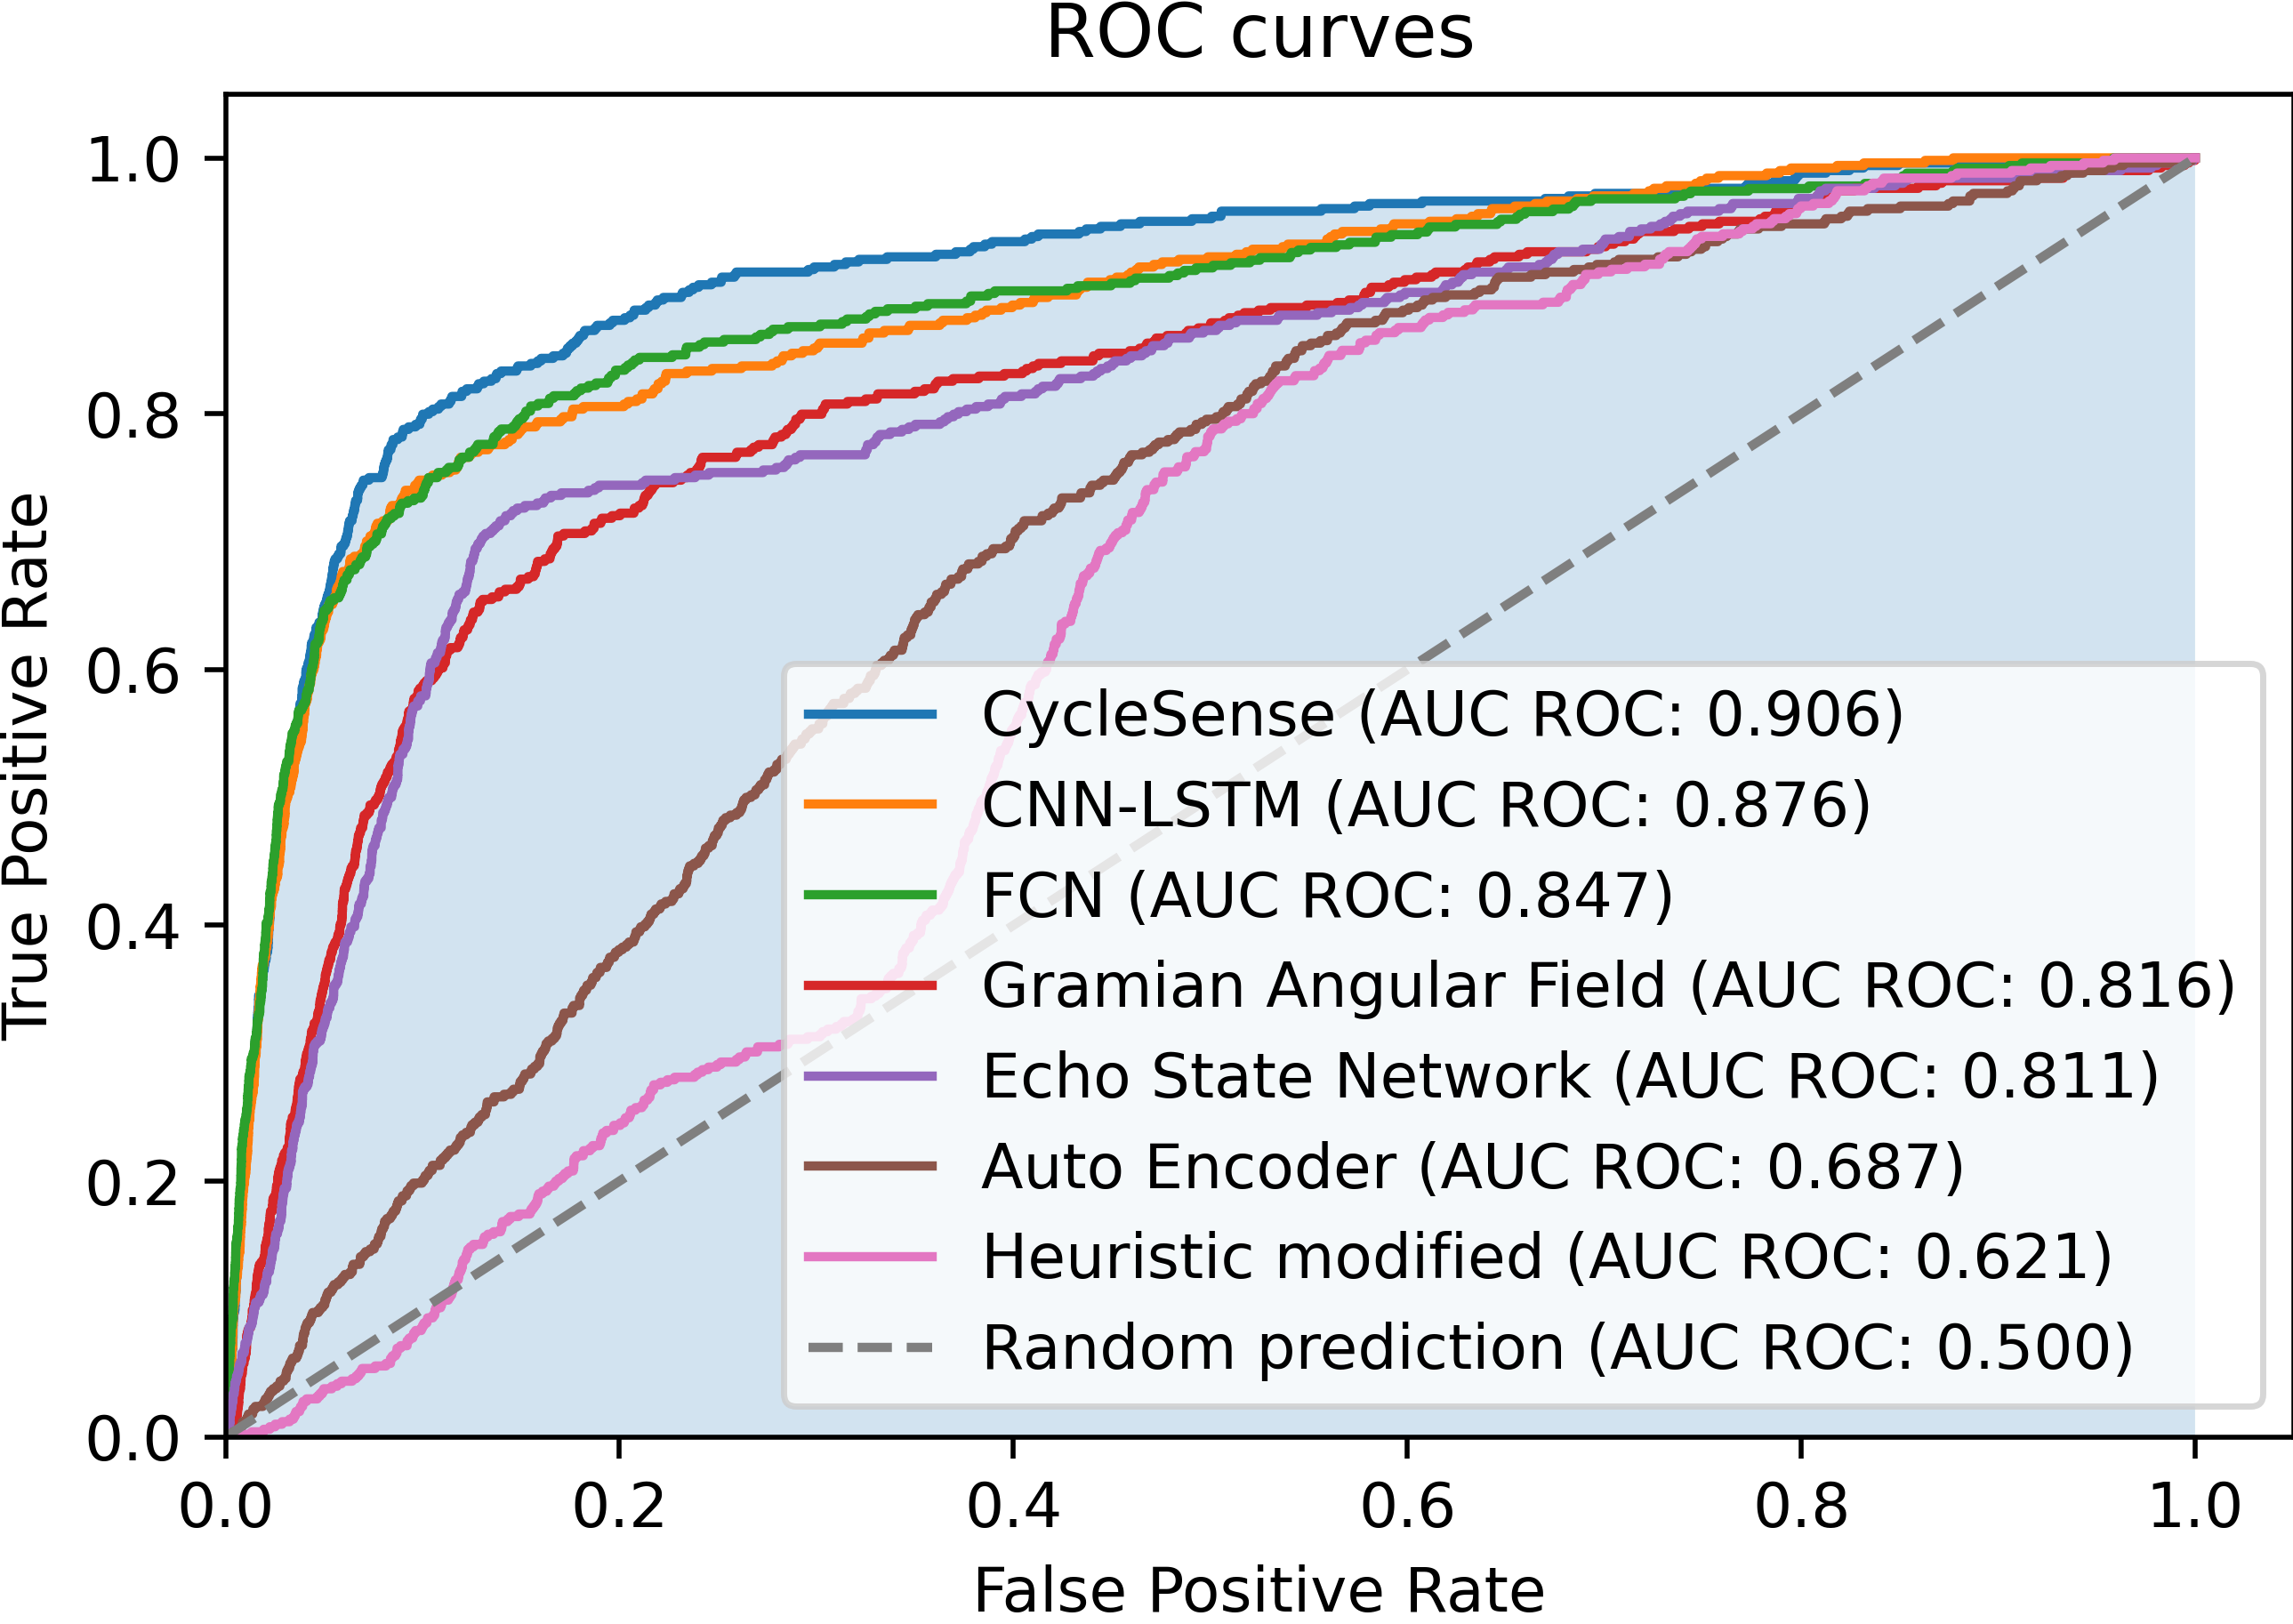 ROC curves
True Positive Rate
1.0
0.8
0.6
0.4
0.2
0.0
CycleSense (AUC ROC: 0.906)
CNN-LSTM (AUC ROC: 0.876)
FCN (AUC ROC: 0.847)
Gramian Angular Field (AUC ROC: 0.816)
Echo State Network (AUC ROC: 0.811)
Auto Encoder (AUC ROC: 0.687)
Heuristic modified (AUC ROC: 0.621)
Random prediction (AUC ROC: 0.500)
0.0 0.2 0.4 0.6 0.8 1.0
False Positive Rate